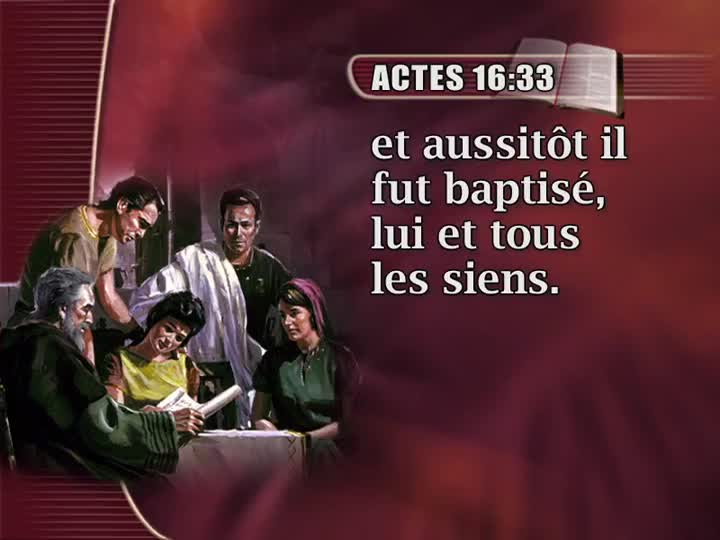 ACTES 16:33
et aussitôt il
fut baptisé,
lui et tous
les siens.